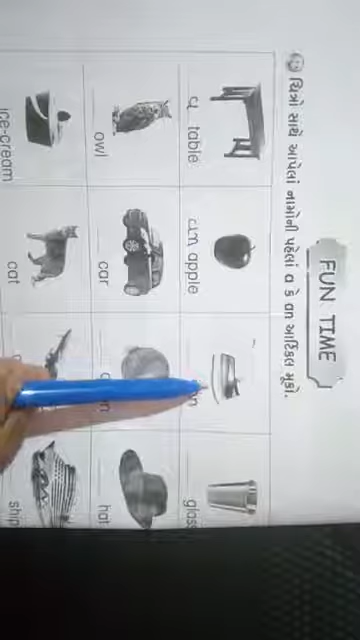 FUN TIME
ચિત્રો સાથે આપેલાં નામોની પહેલાં a કે an આર્ટિકલ મૂકો.
a table
an apple
glass
owl
car
hat
ice-cream
cat
ship